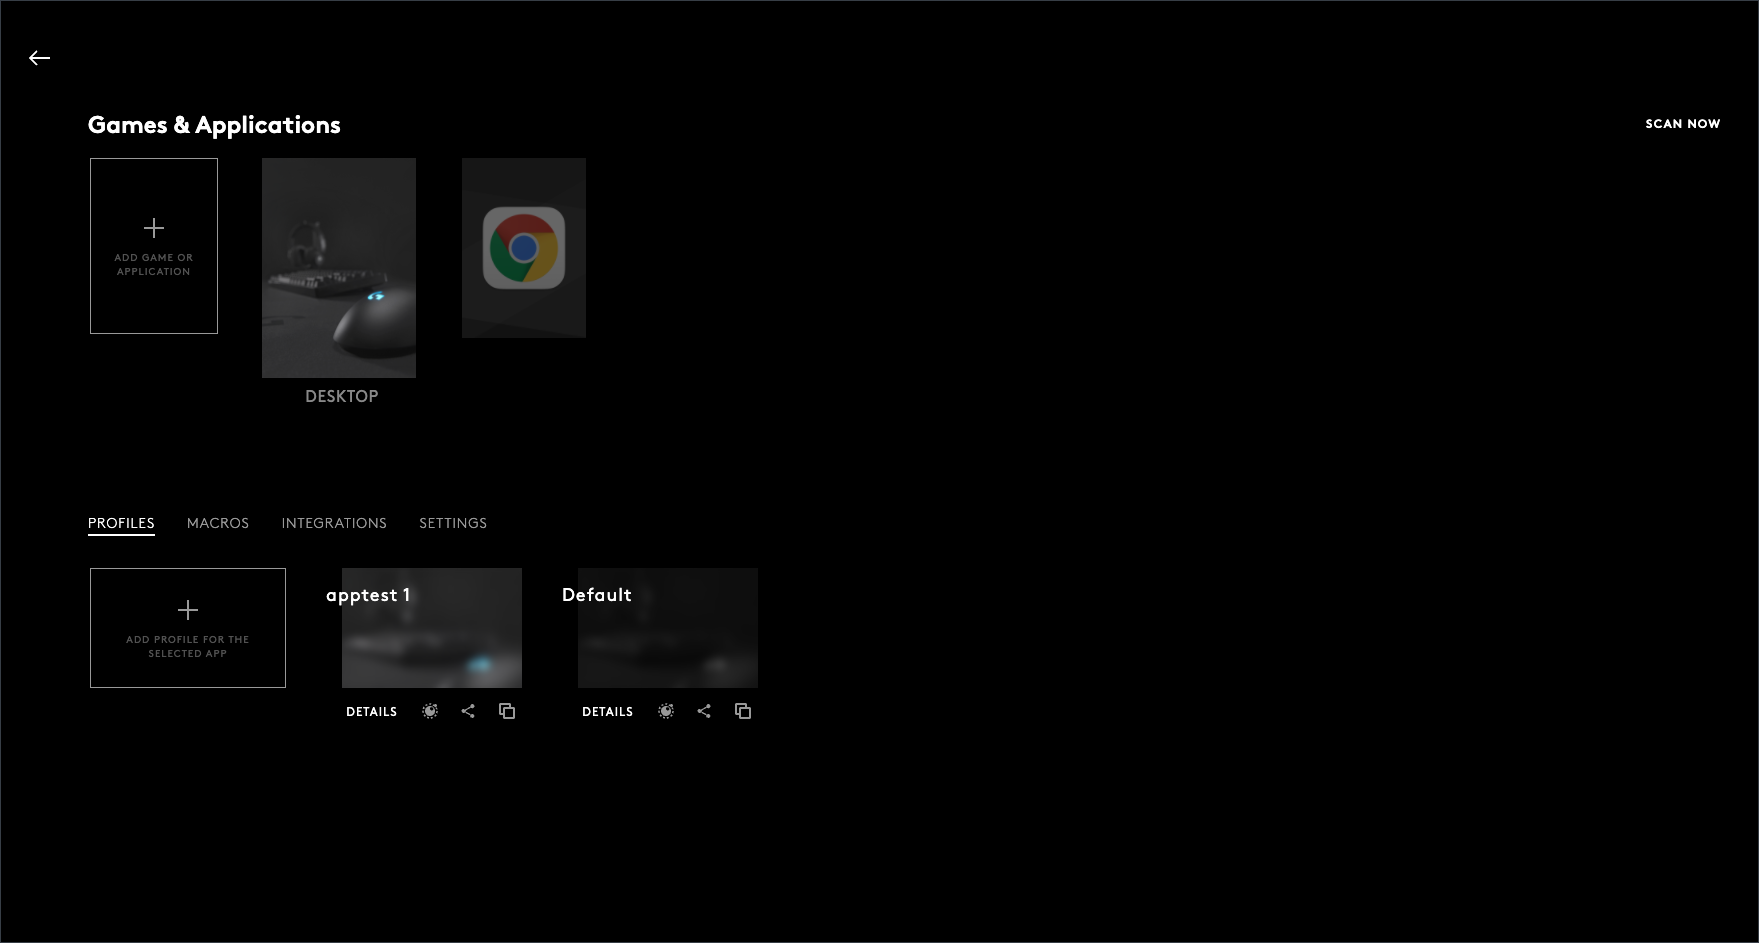 Games & Applications
SCAN NOW
ADD GAME OR
APPLICATION
DESKTOP
PROFILES MACROS INTEGRATIONS SETTINGS
ADD PROFILE FOR THE
SELECTED APP
apptest 1
Default
DETAILS
DETAILS